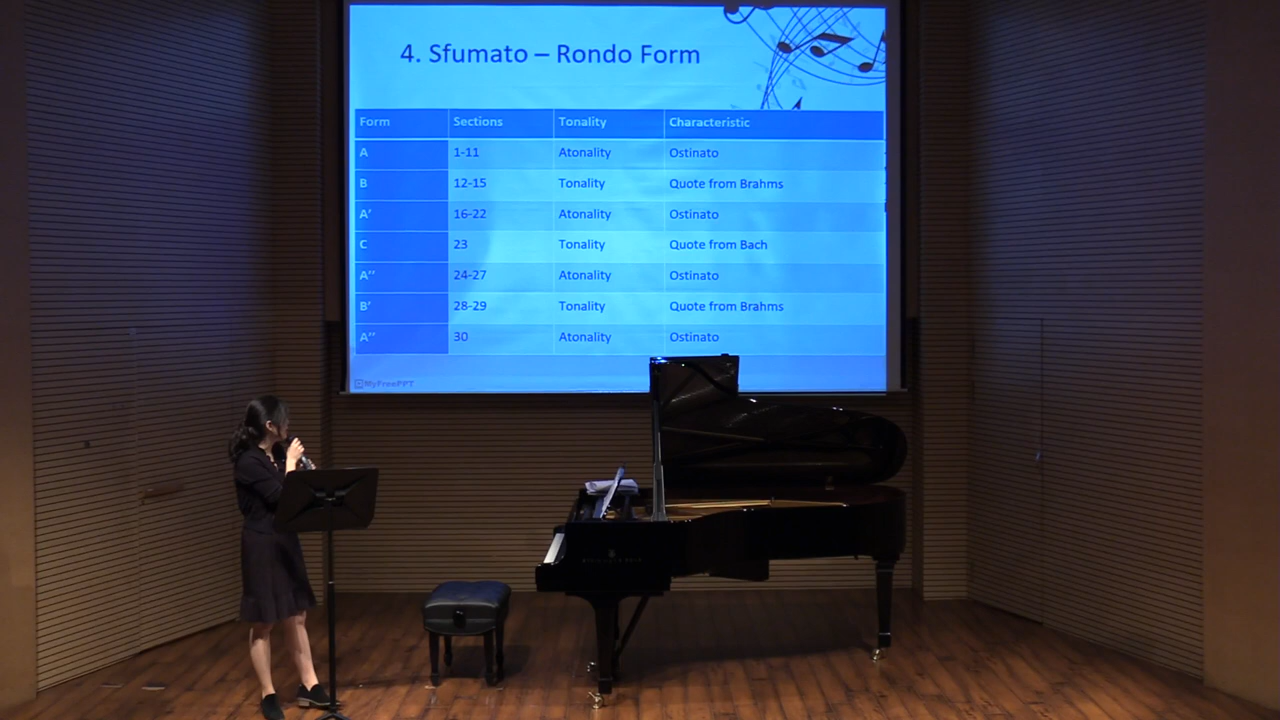 4. Sfumato – Rondo Form
Form Sections Tonality Characteristic
A 1-11 Atonality Ostinato
B 12-15 Tonality Quote from Brahms
A’ 16-22 Atonality Ostinato
C 23 Tonality Quote from Bach
A’’ 24-27 Atonality Ostinato
B’ 28-29 Tonality Quote from Brahms
A’’ 30 Atonality Ostinato
MyFreePPT